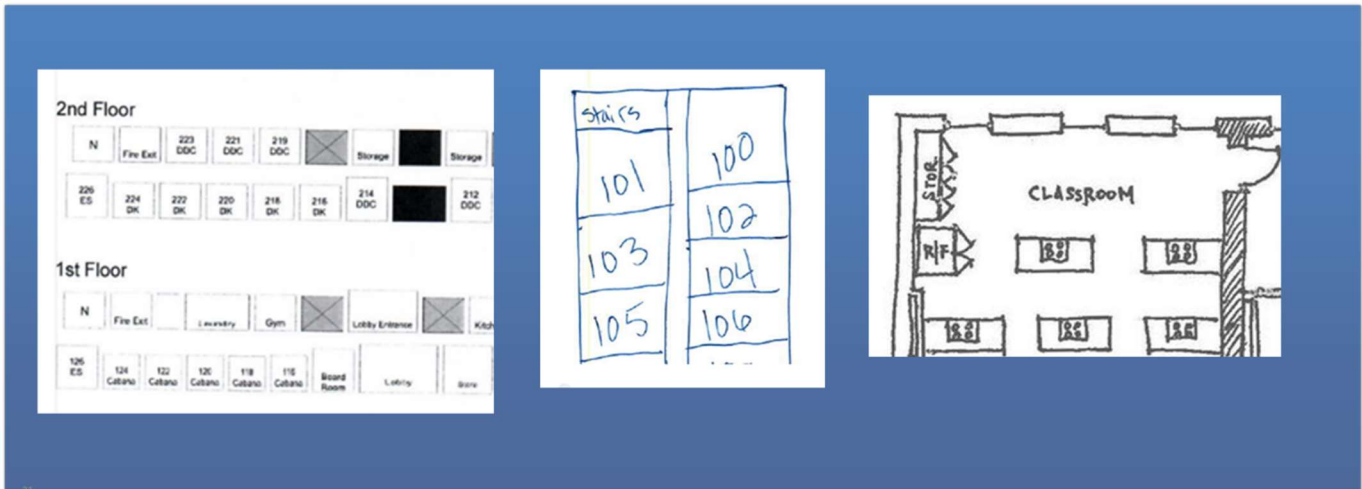 2nd Floor
N Fire Exit 223 DDC 221 DDC 219 DDC Storage Storage
226 ES 224 DK 222 DK 220 DK 218 DK 216 DK 214 DDC 212 DDC
1st Floor
N Fire Exit Laundry Gym Lobby Entrance Kitch
126 ES 124 Cabana 122 Cabana 120 Cabana 118 Cabana 116 Cabana Board Room Lobby Store
stairs
100
101
102
103
104
105
106
CLASSROOM
STOR.
R/F